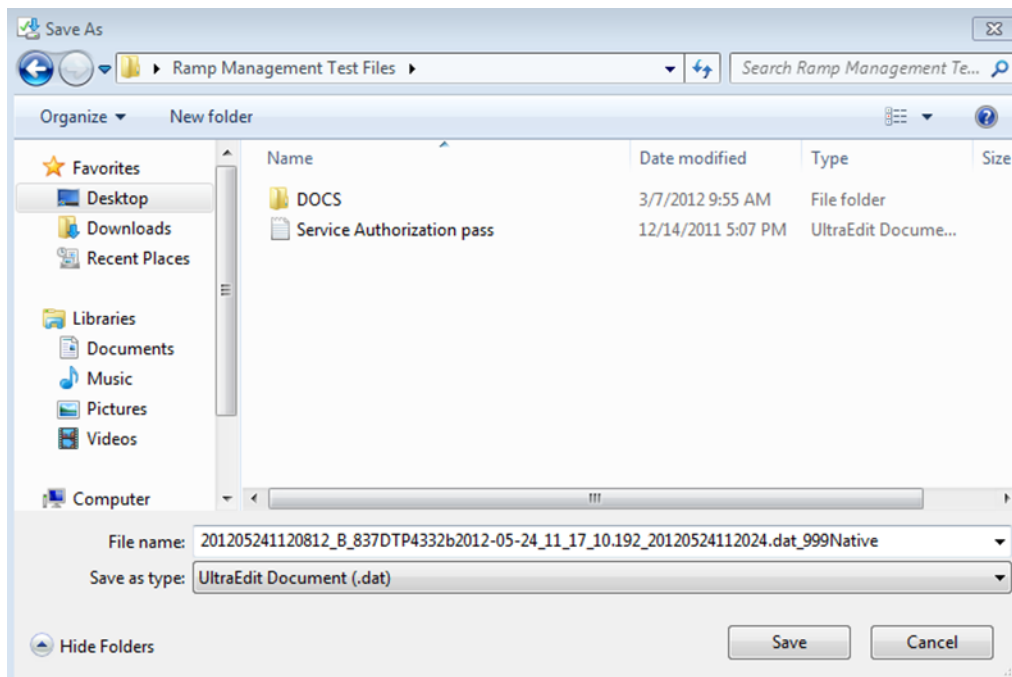 Save As
Ramp Management Test Files
Search Ramp Management Te...
Organize
New folder
Name
Date modified
Type
Size
Favorites
Desktop
Downloads
Recent Places
Libraries
Documents
Music
Pictures
Videos
Computer
DOCS 3/7/2012 9:55 AM File folder
Service Authorization pass 12/14/2011 5:07 PM UltraEdit Docume...
File name: 201205241120812_B_837DTP4332b2012-05-24_11_17_10.192_20120524112024.dat_999Native
Save as type: UltraEdit Document (.dat)
Hide Folders
Save
Cancel